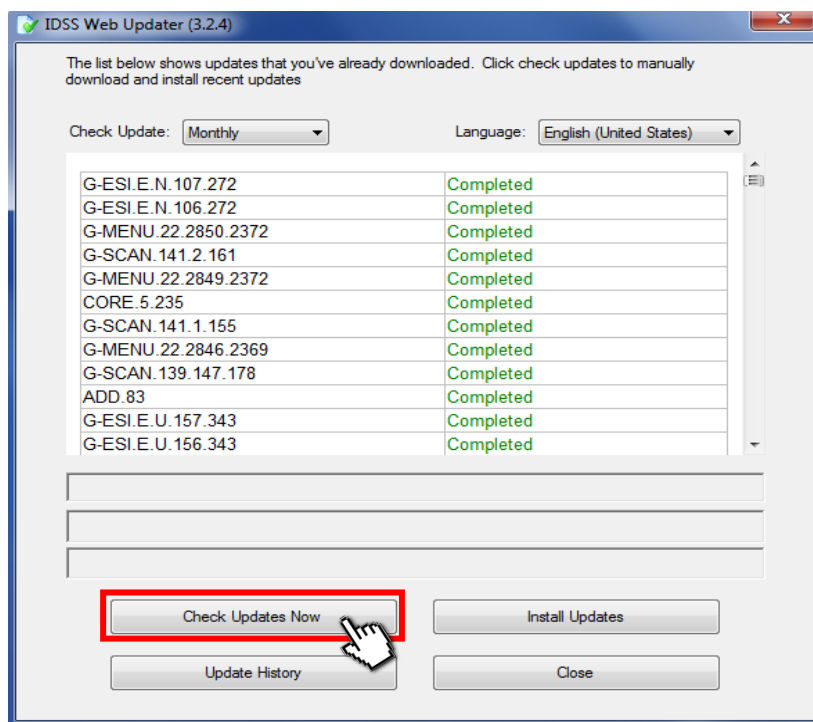 IDSS Web Updater (3.2.4)
The list below shows updates that you've already downloaded.  Click check updates to manually
download and install recent updates
Check Update: Monthly Language: English (United States)
G-ESI.E.N.107.272 Completed
G-ESI.E.N.106.272 Completed
G-MENU.22.2850.2372 Completed
G-SCAN.141.2.161 Completed
G-MENU.22.2849.2372 Completed
CORE.5.235 Completed
G-SCAN.141.1.155 Completed
G-MENU.22.2846.2369 Completed
G-SCAN.139.147.178 Completed
ADD.83 Completed
G-ESI.E.U.157.343 Completed
G-ESI.E.U.156.343 Completed
Check Updates Now Install Updates
Update History Close